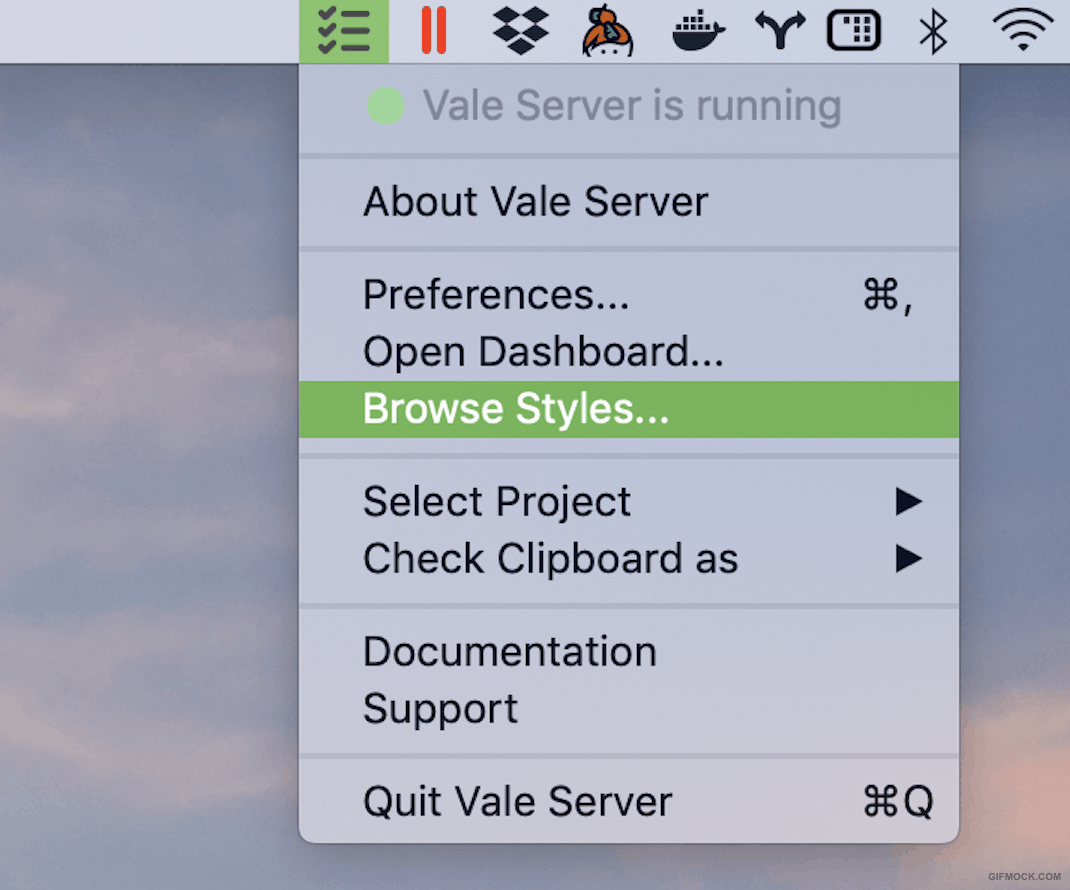 Vale Server is running
About Vale Server
Preferences... ⌘,
Open Dashboard...
Browse Styles...
Select Project ▶
Check Clipboard as ▶
Documentation
Support
Quit Vale Server ⌘Q
GIFMOCK.COM